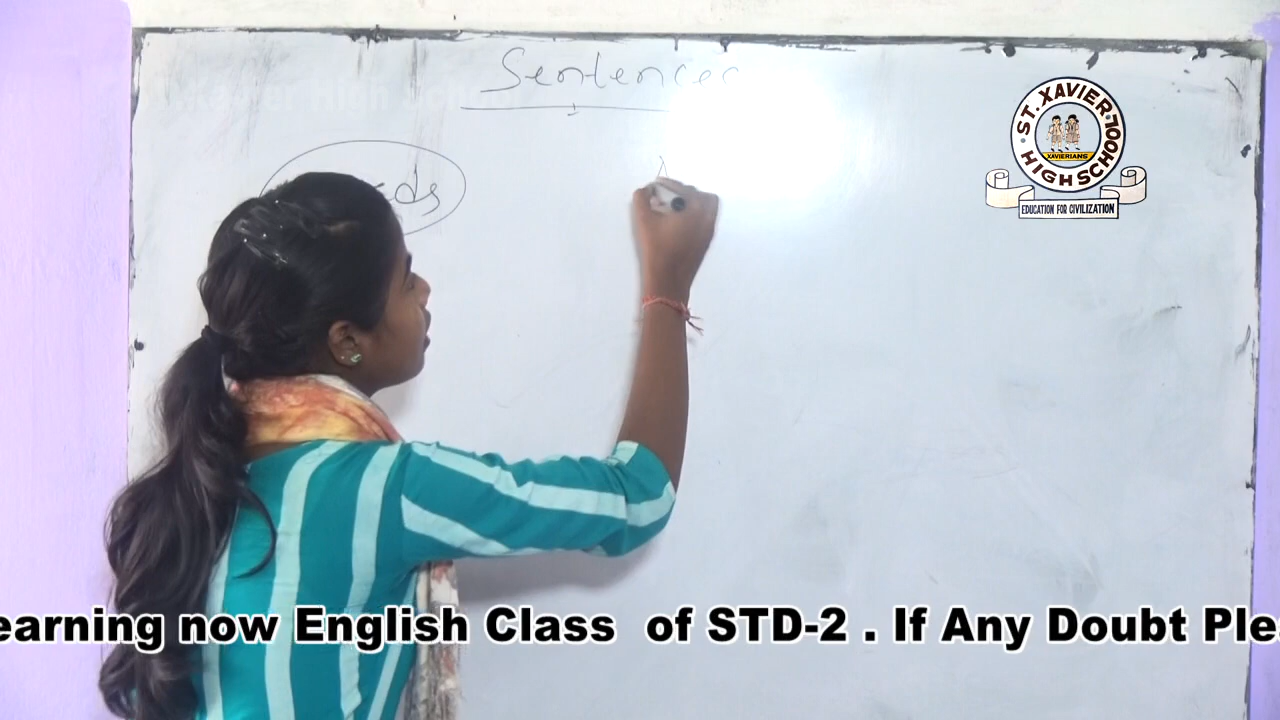 Sentences
ST. XAVIER'S
HIGH SCHOOL
XAVIERIANS
EDUCATION FOR CIVILIZATION
earning now English Class of STD-2 . If Any Doubt Ple